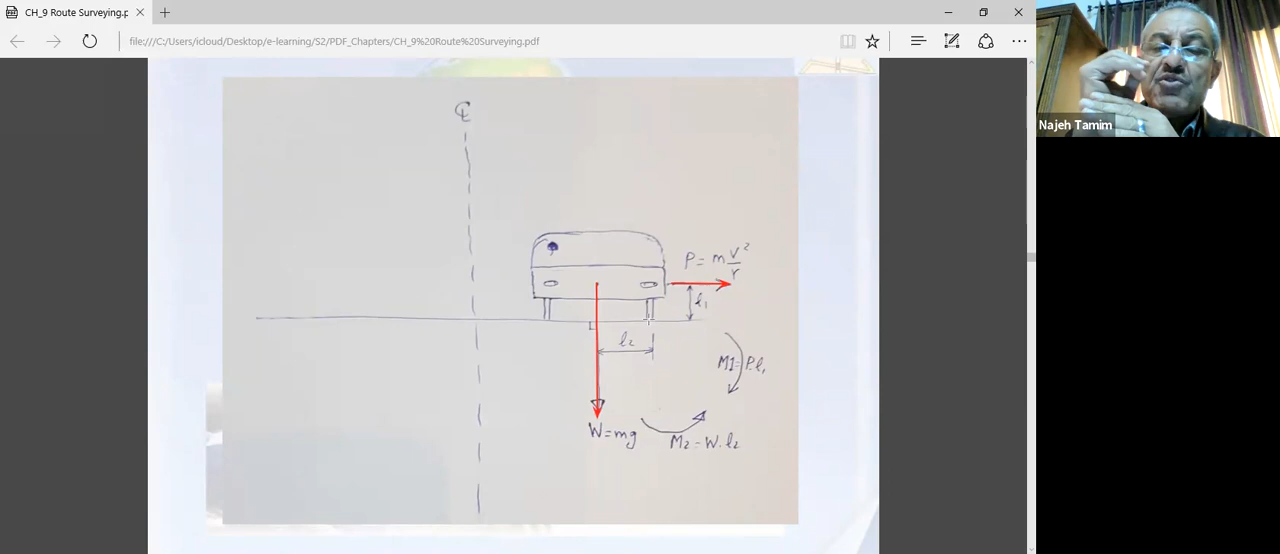 CH_9 Route Surveying.p
file:///C:/Users/icloud/Desktop/e-learning/S2/PDF_Chapters/CH_9%20Route%20Surveying.pdf
Najeh Tamim
℄
P = m v²/r
l₁
l₂
M1=P.l₁
W=mg
M₂=W.l₂